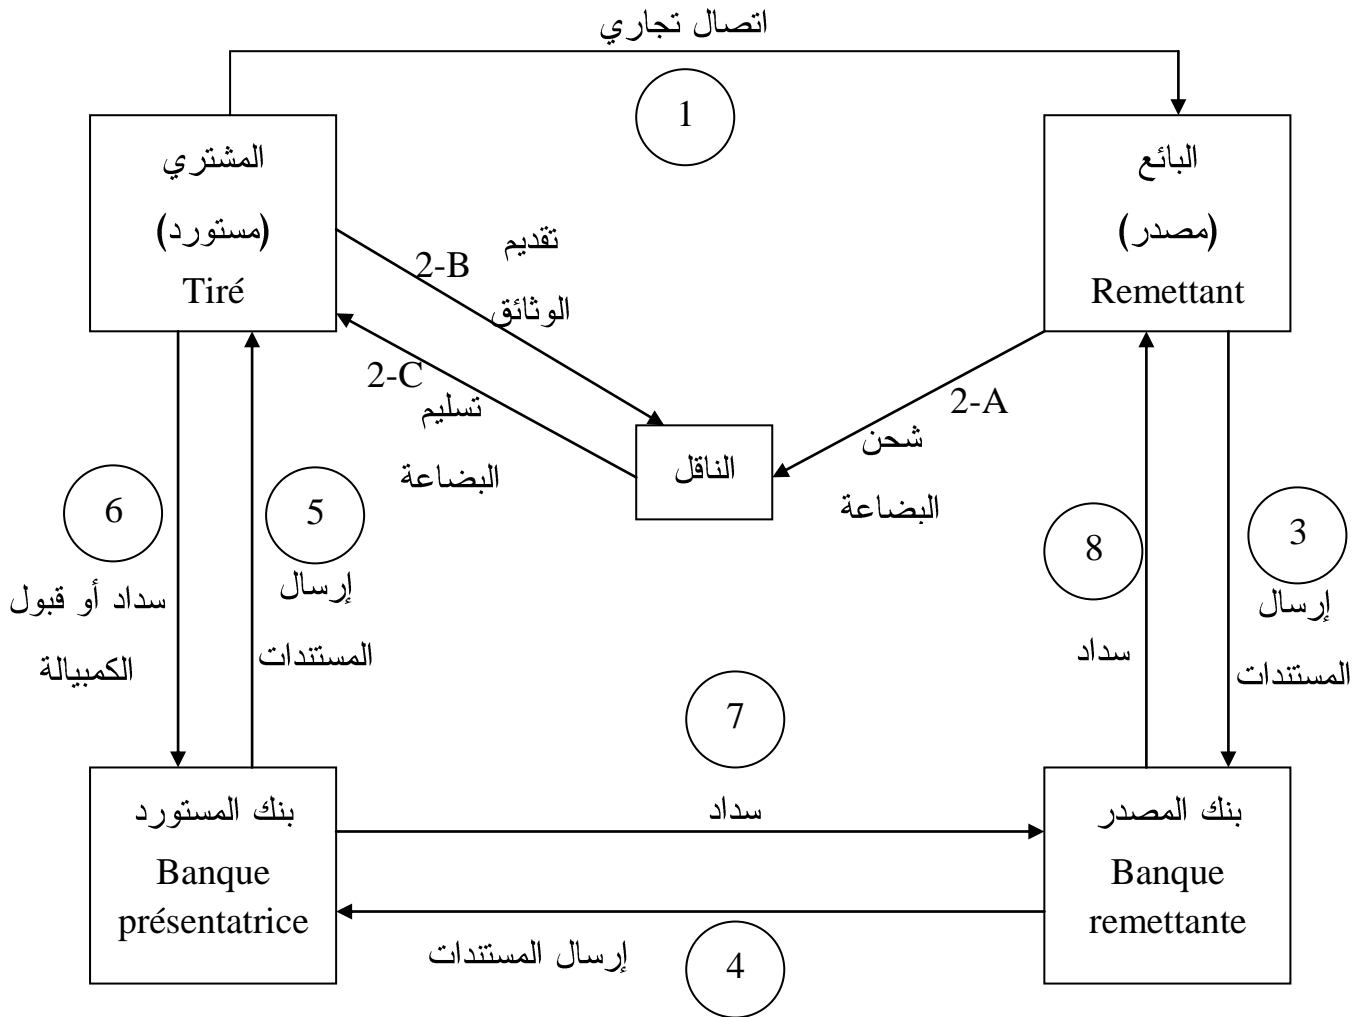 اتصال تجاري
1
المشتري
(مستورد)
Tiré
البائع
(مصدر)
Remettant
2-B
تقديم
الوثائق
2-C
تسليم
البضاعة
الناقل
2-A
شحن
البضاعة
6
سداد أو قبول
الكمبيالة
5
إرسال
المستندات
8
سداد
3
إرسال
المستندات
7
سداد
بنك المستورد
Banque
présentatrice
بنك المصدر
Banque
remettante
إرسال المستندات
4